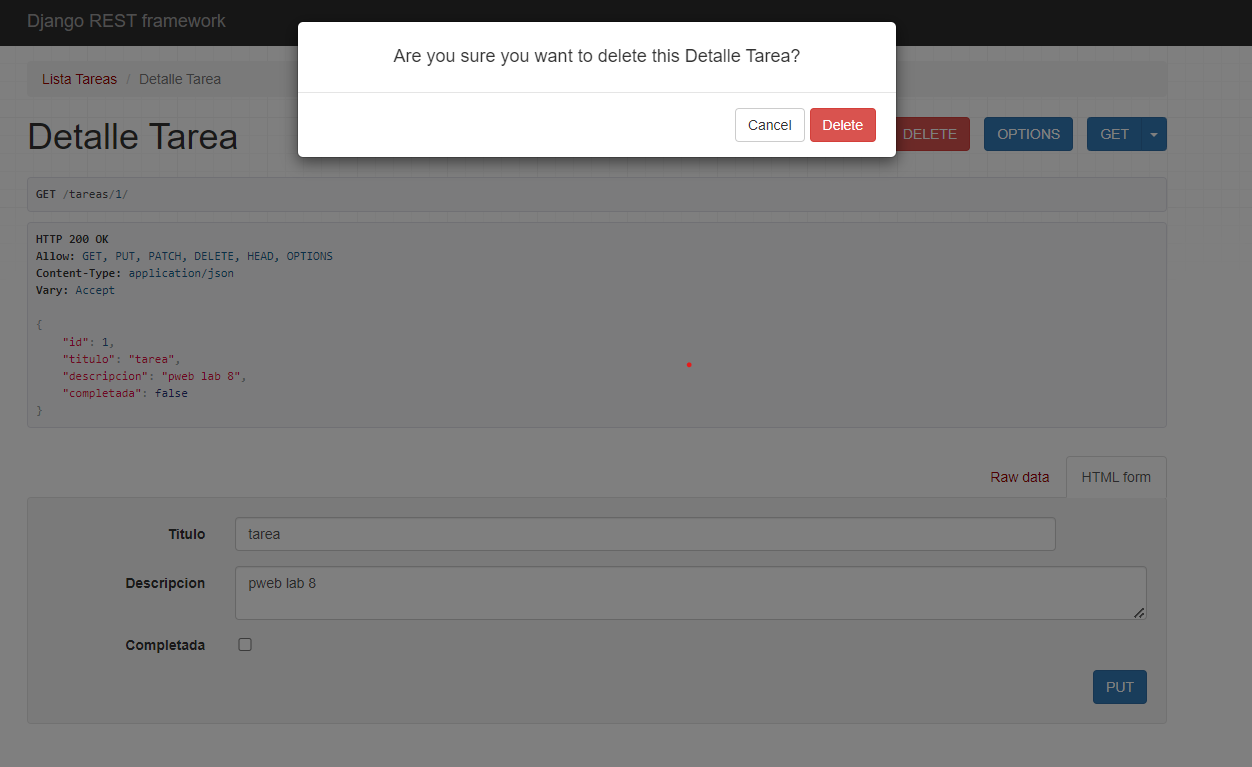 Django REST framework
Are you sure you want to delete this Detalle Tarea?
Cancel
Delete
Lista Tareas / Detalle Tarea
Detalle Tarea
DELETE
OPTIONS
GET
GET /tareas/1/
HTTP 200 OK
Allow: GET, PUT, PATCH, DELETE, HEAD, OPTIONS
Content-Type: application/json
Vary: Accept
{
"id": 1,
"titulo": "tarea",
"descripcion": "pweb lab 8",
"completada": false
}
Raw data
HTML form
Titulo
tarea
Descripcion
pweb lab 8
Completada
PUT